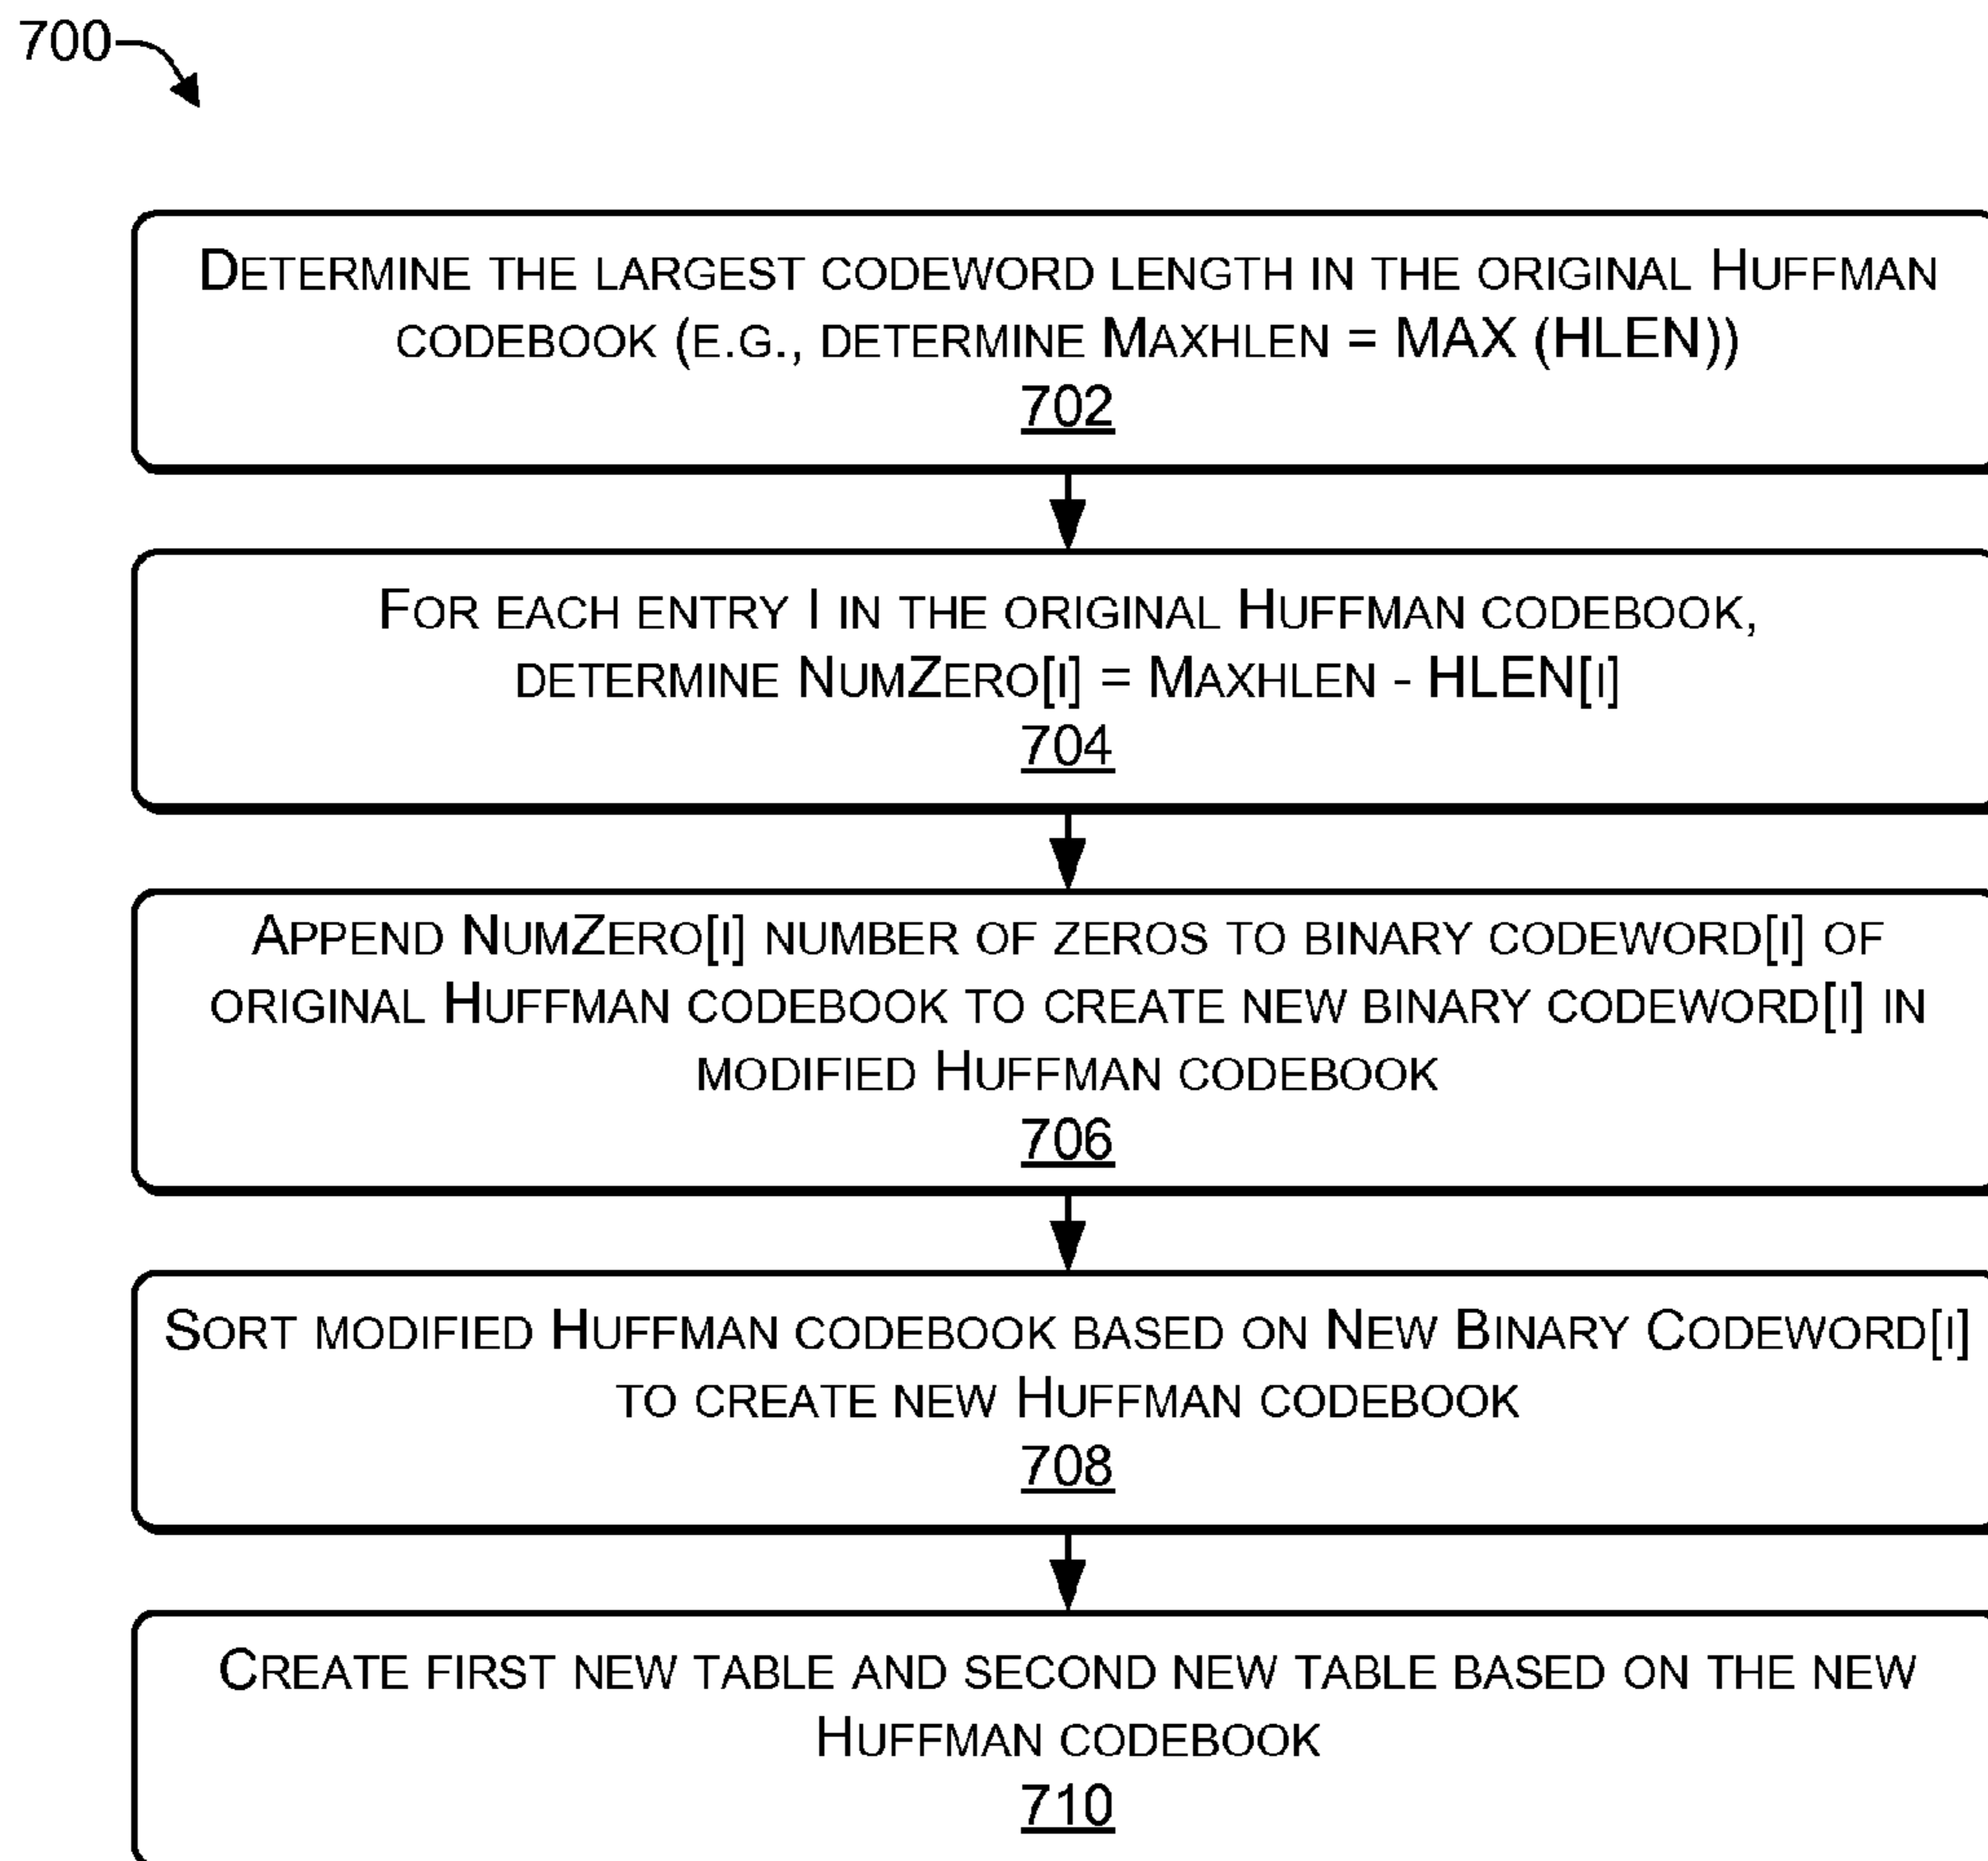 700
DETERMINE THE LARGEST CODEWORD LENGTH IN THE ORIGINAL HUFFMAN
CODEBOOK (E.G., DETERMINE MAXHLEN = MAX (HLEN))
702
FOR EACH ENTRY I IN THE ORIGINAL HUFFMAN CODEBOOK,
DETERMINE NUMZERO[I] = MAXHLEN - HLEN[I]
704
APPEND NUMZERO[I] NUMBER OF ZEROS TO BINARY CODEWORD[I] OF
ORIGINAL HUFFMAN CODEBOOK TO CREATE NEW BINARY CODEWORD[I] IN
MODIFIED HUFFMAN CODEBOOK
706
SORT MODIFIED HUFFMAN CODEBOOK BASED ON NEW BINARY CODEWORD[I]
TO CREATE NEW HUFFMAN CODEBOOK
708
CREATE FIRST NEW TABLE AND SECOND NEW TABLE BASED ON THE NEW
HUFFMAN CODEBOOK
710